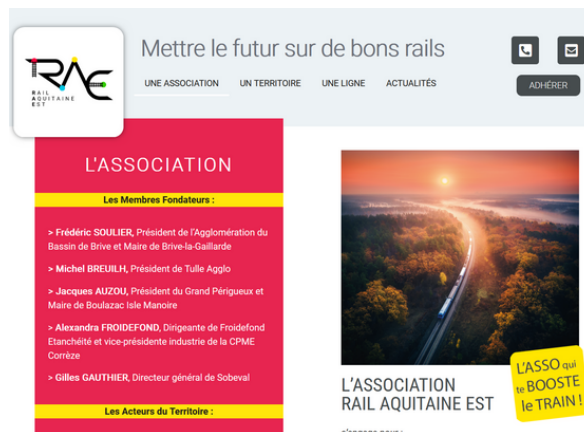 RAE
RAIL
AQUITAINE
EST
Mettre le futur sur de bons rails
UNE ASSOCIATION UN TERRITOIRE UNE LIGNE ACTUALITÉS
ADHÉRER
L'ASSOCIATION
Les Membres Fondateurs :
> Frédéric SOULIER, Président de l'Agglomération du
Bassin de Brive et Maire de Brive-la-Gaillarde
> Michel BREUILH, Président de Tulle Agglo
> Jacques AUZOU, Président du Grand Périgueux et
Maire de Boulazac Isle Manoire
> Alexandra FROIDEFOND, Dirigeante de Froidefond
Etanchéité et vice-présidente industrie de la CPME
Corrèze
> Gilles GAUTHIER, Directeur général de Sobeval
Les Acteurs du Territoire :
L'ASSO qui
te BOOSTE
le TRAIN !
L'ASSOCIATION
RAIL AQUITAINE EST